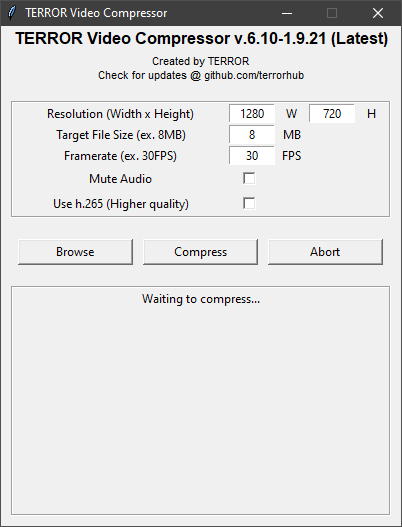 TERROR Video Compressor
TERROR Video Compressor v.6.10-1.9.21 (Latest)
Created by TERROR
Check for updates @ github.com/terrorhub
Resolution (Width x Height) 1280 W 720 H
Target File Size (ex. 8MB) 8 MB
Framerate (ex. 30FPS) 30 FPS
Mute Audio
Use h.265 (Higher quality)
Browse Compress Abort
Waiting to compress...